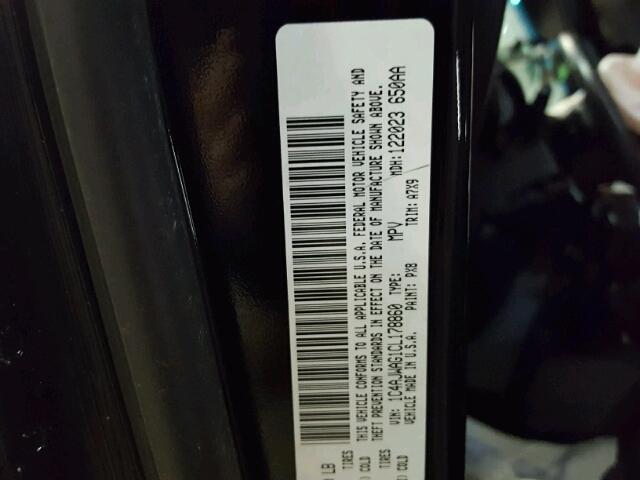 LB
TIRES TIRES
COLD COLD
THIS VEHICLE CONFORMS TO ALL APPLICABLE U.S.A. FEDERAL MOTOR VEHICLE SAFETY AND
THEFT PREVENTION STANDARDS IN EFFECT ON THE DATE OF MANUFACTURE SHOWN ABOVE.
VIN: 1C4AJWAG1CL178860 TYPE: MPV MDH: 122023 650AA
VEHICLE MADE IN U.S.A. PAINT: PX8 TRIM: A7X9